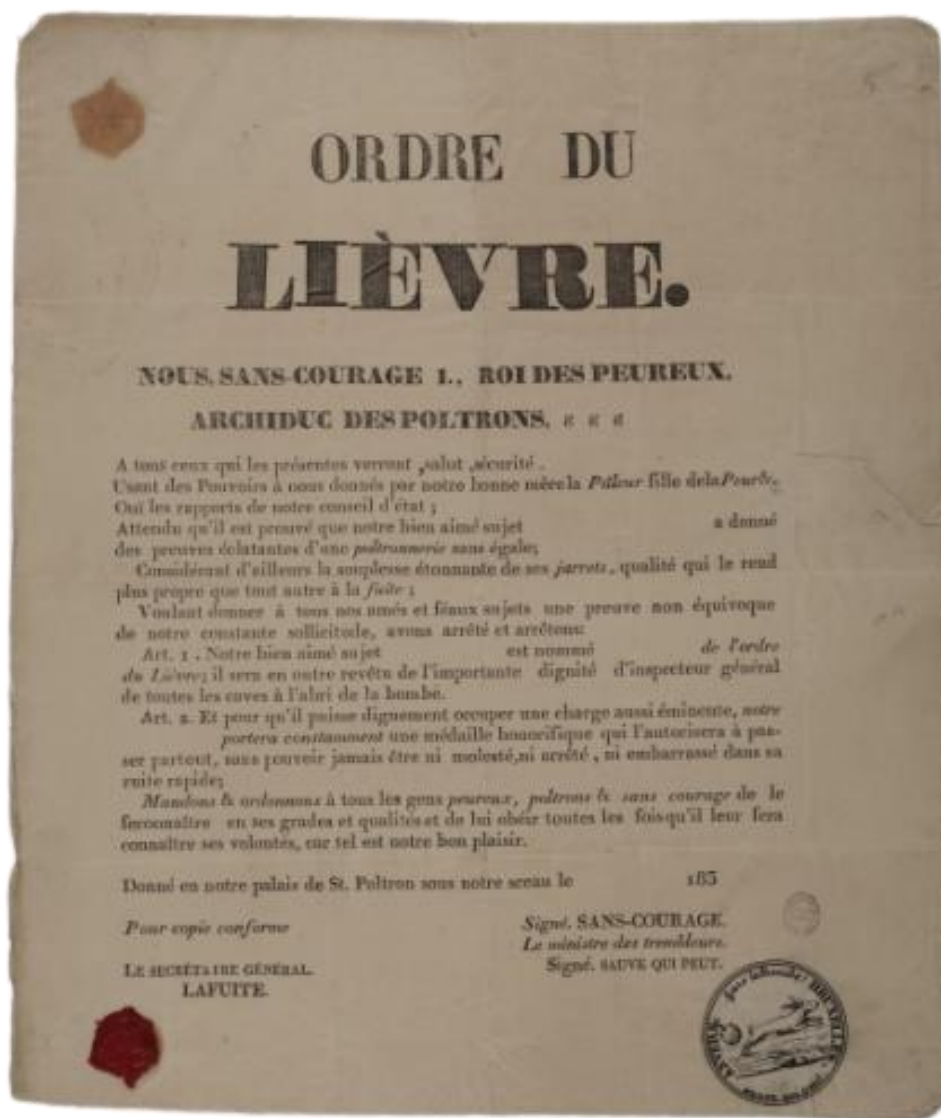 ORDRE DU
LIÈVRE.
NOUS, SANS-COURAGE 1., ROI DES PEUREUX,
ARCHIDUC DES POLTRONS, & & &
A tous ceux qui les présentes verront ,salut ,sécurité .
Usant des Pouvoirs à nous donnés par notre bonne mère la fille de la
Ouï les rapports de notre conseil d'état ;
Attendu qu'il est prouvé que notre bien aimé sujet a donné
des preuves éclatantes d'une poltronnerie sans égale;
Considérant d'ailleurs la souplesse étonnante de ses jarrets, qualité qui le rend
plus propre que tout autre à la fuite ;
Voulant donner à tous nos amés et féaux sujets une preuve non équivoque
de notre constante sollicitude, avons arrêté et arrêtons:
Art. 1 . Notre bien aimé sujet est nommé de l'ordre
du Lièvre; il sera en outre revêtu de l'importante dignité d'inspecteur général
de toutes les caves à l'abri de la bombe.
Art. 2. Et pour qu'il puisse dignement occuper une charge aussi éminente, notre
portera constamment une médaille honorifique qui l'autorisera à pas-
ser partout, sans pouvoir jamais être ni molesté,ni arrêté , ni embarrassé dans sa
rapide;
Mandons & ordonnons à tous les gens peureux, poltrons & sans courage de le
en ses grades et qualités et de lui obéir toutes les fois qu'il leur fera
connaître ses volontés, car tel est notre bon plaisir.
Donné en notre palais de St. Poltron sous notre sceau le 183
Pour copie conforme
Signé. SANS-COURAGE.
Le ministre des trembleurs.
Signé. SAUVE QUI PEUT.
LE SECRÉTAIRE GÉNÉRAL.
LAFUITE.
ANVERS BRUXELLES